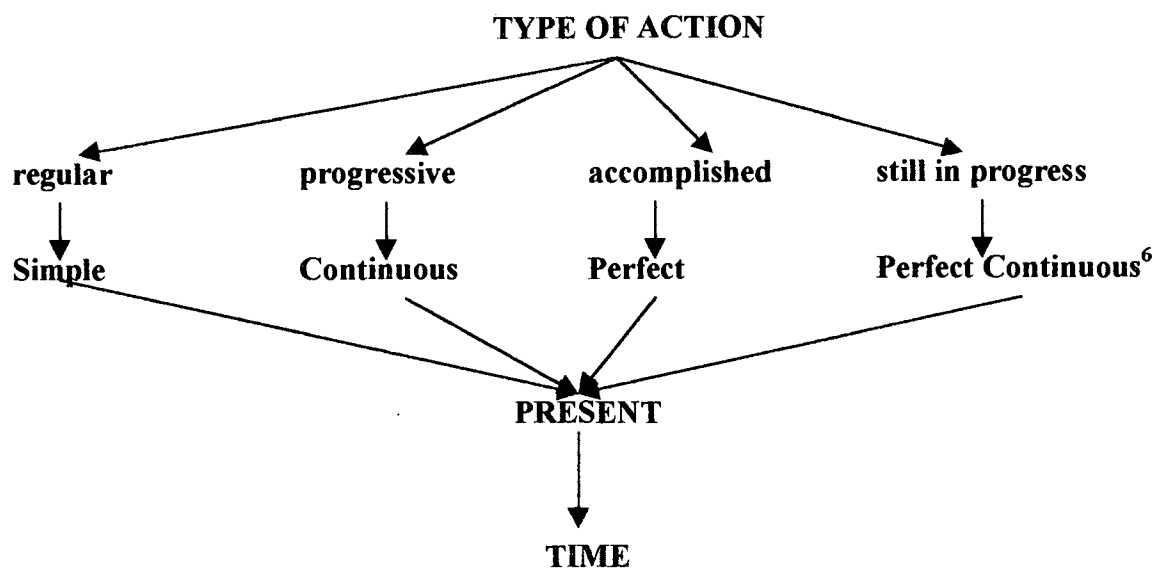 TYPE OF ACTION
regular progressive accomplished still in progress
Simple Continuous Perfect Perfect Continuous⁶
PRESENT
TIME